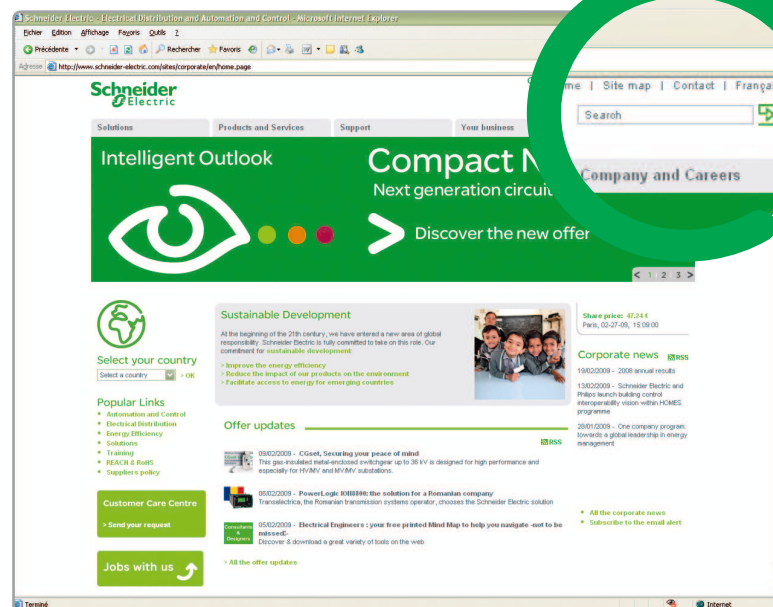 Schneider Electric - Electrical Distribution and Automation and Control - Microsoft Internet Explorer
Fichier Edition Affichage Favoris Outils ?
Précédente Rechercher Favoris
Adresse http://www.schneider-electric.com/sites/corporate/en/home.page
me | Site map | Contact | Françai
Search
Schneider
Electric
Solutions Products and Services Support Your business
Company and Careers
Intelligent Outlook
Compact N
Next generation circui
Discover the new offer
< 1 2 3 >
Select your country
Select a country > OK
Popular Links
Automation and Control
Electrical Distribution
Energy Efficiency
Solutions
Training
REACH & RoHS
Suppliers policy
Customer Care Centre
> Send your request
Jobs with us
Sustainable Development
At the beginning of the 21th century, we have entered a new area of global
responsibility. Schneider Electric is fully committed to take on this role. Our
commitment for sustainable development:
> Improve the energy efficiency
> Reduce the impact of our products on the environment
> Facilitate access to energy for emerging countries
Offer updates
RSS
09/02/2009 - CGset, Securing your peace of mind
This gas-insulated metal-enclosed switchgear up to 36 kV is designed for high performance and
especially for HV/MV and MV/MV substations.
06/02/2009 - PowerLogic ION8800: the solution for a Romanian company
Transelectrica, the Romanian transmission systems operator, chooses the Schneider Electric solution
Consultants
&
Designers
05/02/2009 - Electrical Engineers : your free printed Mind Map to help you navigate -not to be
missed!-
Discover & download a great variety of tools on the web
> All the offer updates
Share price: 47.24 €
Paris, 02-27-09, 15:09:00
Corporate news RSS
19/02/2009 - 2008 annual results
13/02/2009 - Schneider Electric and
Philips launch building control
interoperability vision within HOMES
programme
28/01/2009 - One company program:
towards a global leadership in energy
management
All the corporate news
Subscribe to the email alert
Terminé Internet